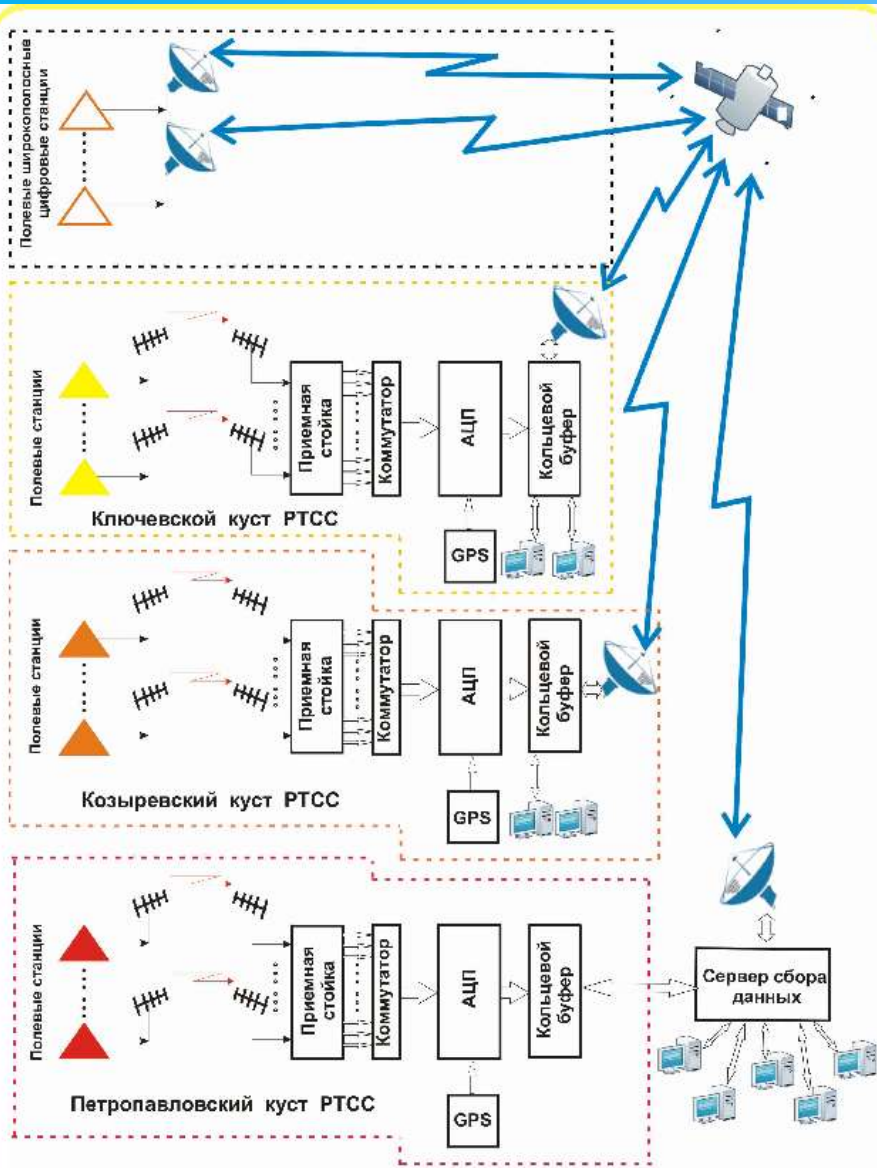 Полевые широкополосные
цифровые станции
Полевые станции
Приемная
стойка
Коммутатор
АЦП
Кольцевой
буфер
GPS
Ключевской куст РТСС
Полевые станции
Приемная
стойка
Коммутатор
АЦП
Кольцевой
буфер
GPS
Козыревский куст РТСС
Полевые станции
Приемная
стойка
Коммутатор
АЦП
Кольцевой
буфер
GPS
Петропавловский куст РТСС
Сервер сбора
данных